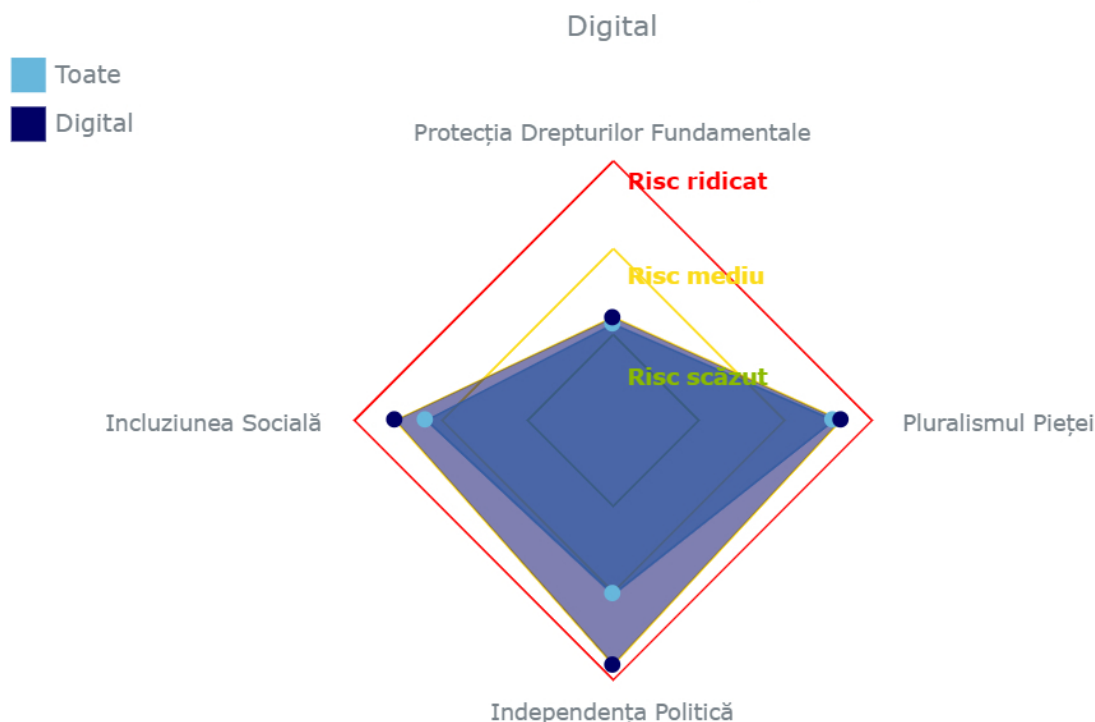 Digital
Toate
Digital
Protecția Drepturilor Fundamentale
Risc ridicat
Risc mediu
Risc scăzut
Incluziunea Socială
Pluralismul Pieței
Independența Politică